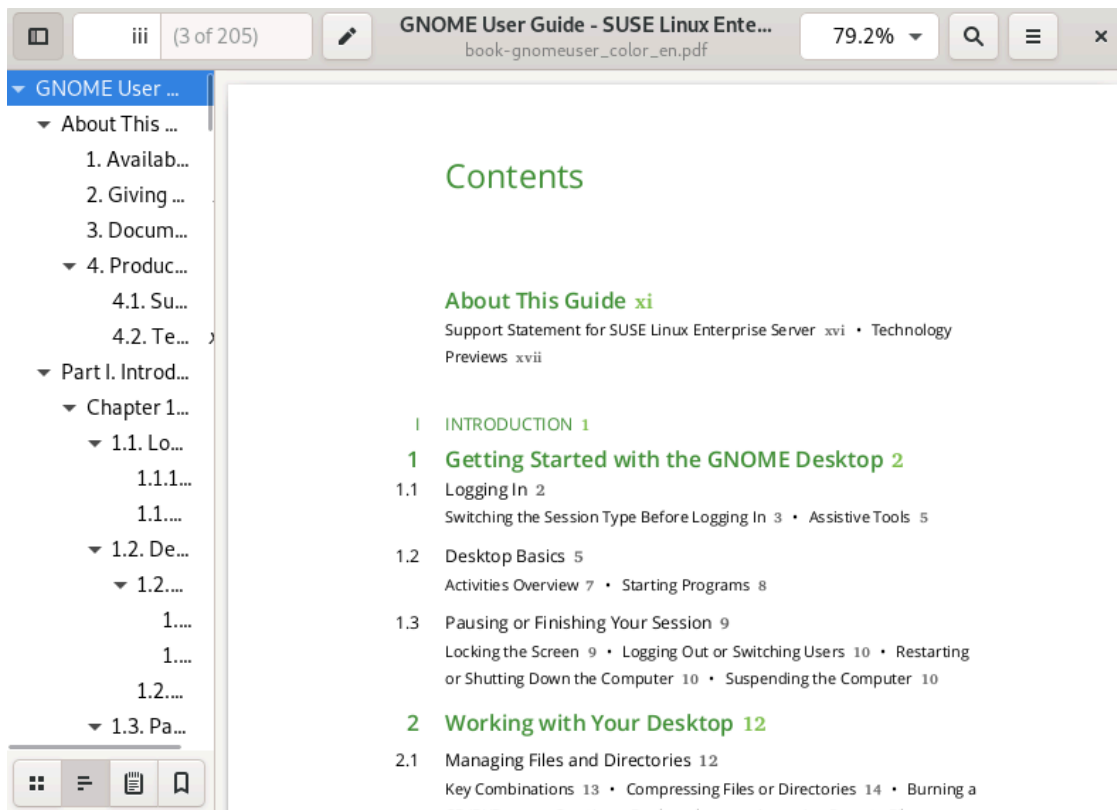 iii (3 of 205)
GNOME User Guide - SUSE Linux Ente...
book-gnomeuser_color_en.pdf
79.2%
GNOME User ...
About This ...
1. Availab...
2. Giving ...
3. Docum...
4. Produc...
4.1. Su...
4.2. Te...
Part I. Introd...
Chapter 1...
1.1. Lo...
1.1.1...
1.1....
1.2. De...
1.2....
1....
1....
1.2....
1.3. Pa...
Contents
About This Guide xi
Support Statement for SUSE Linux Enterprise Server xvi • Technology
Previews xvii
I INTRODUCTION 1
1 Getting Started with the GNOME Desktop 2
1.1 Logging In 2
Switching the Session Type Before Logging In 3 • Assistive Tools 5
1.2 Desktop Basics 5
Activities Overview 7 • Starting Programs 8
1.3 Pausing or Finishing Your Session 9
Locking the Screen 9 • Logging Out or Switching Users 10 • Restarting
or Shutting Down the Computer 10 • Suspending the Computer 10
2 Working with Your Desktop 12
2.1 Managing Files and Directories 12
Key Combinations 13 • Compressing Files or Directories 14 • Burning a